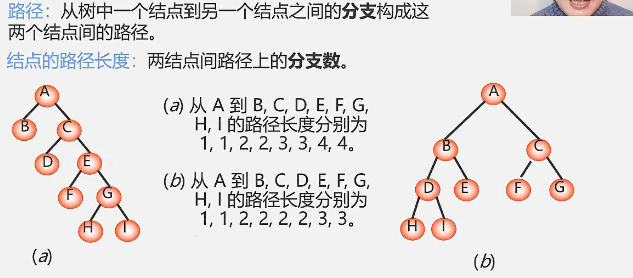 路径：从树中一个结点到另一个结点之间的分支构成这
两个结点间的路径。
结点的路径长度：两结点间路径上的分支数。
A
B
C
D
E
F
G
H
I
(a)
(a) 从 A 到 B, C, D, E, F, G,
H, I 的路径长度分别为
1, 1, 2, 2, 3, 3, 4, 4。
(b) 从 A 到 B, C, D, E, F, G,
H, I 的路径长度分别为
1, 1, 2, 2, 2, 2, 3, 3。
A
B
C
D
E
F
G
H
I
(b)